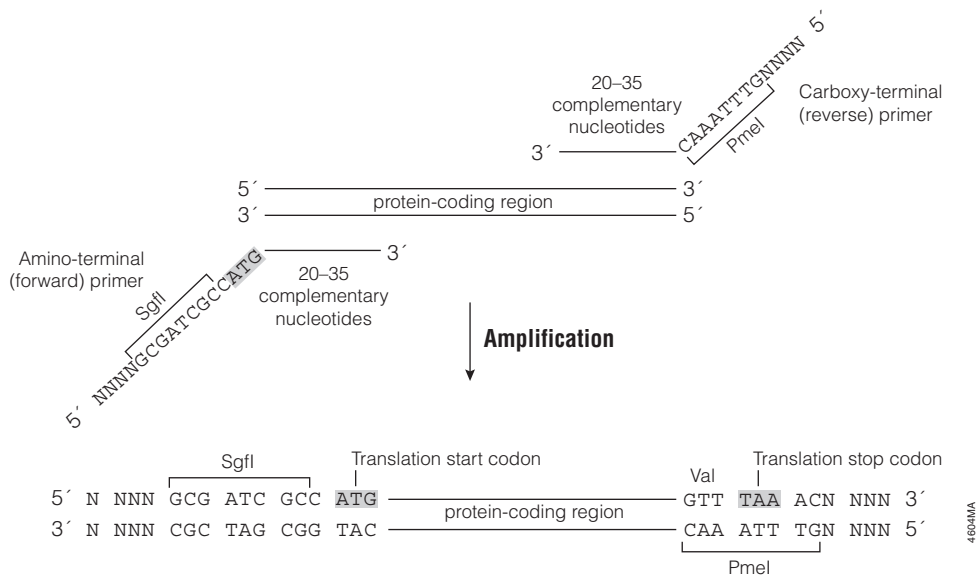 5´
CAAATTTGNNNN
PmeI
20–35
complementary
nucleotides
Carboxy-terminal
(reverse) primer
3´
5´ 3´
protein-coding region
3´ 5´
Amino-terminal
(forward) primer
3´
NNNNGCGATCGCCATG
SgfI
20–35
complementary
nucleotides
5´
Amplification
SgfI
Translation start codon
Val
Translation stop codon
5´ N NNN GCG ATC GCC ATG GTT TAA ACN NNN 3´
protein-coding region
3´ N NNN CGC TAG CGG TAC CAA ATT TGN NNN 5´
PmeI
4604MA